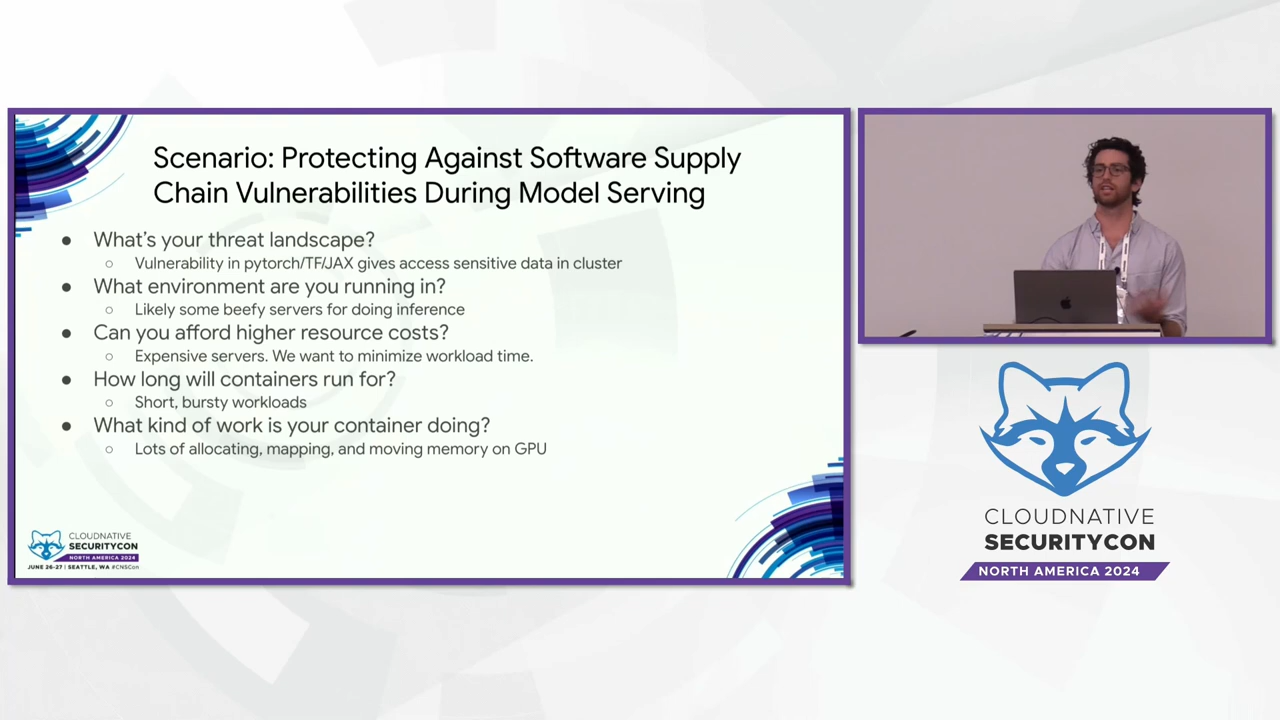 Scenario: Protecting Against Software Supply
Chain Vulnerabilities During Model Serving
● What's your threat landscape?
○ Vulnerability in pytorch/TF/JAX gives access sensitive data in cluster
● What environment are you running in?
○ Likely some beefy servers for doing inference
● Can you afford higher resource costs?
○ Expensive servers. We want to minimize workload time.
● How long will containers run for?
○ Short, bursty workloads
● What kind of work is your container doing?
○ Lots of allocating, mapping, and moving memory on GPU
CLOUDNATIVE
SECURITYCON
NORTH AMERICA 2024
JUNE 26-27 | SEATTLE, WA #CNSCon
CLOUDNATIVE
SECURITYCON
NORTH AMERICA 2024